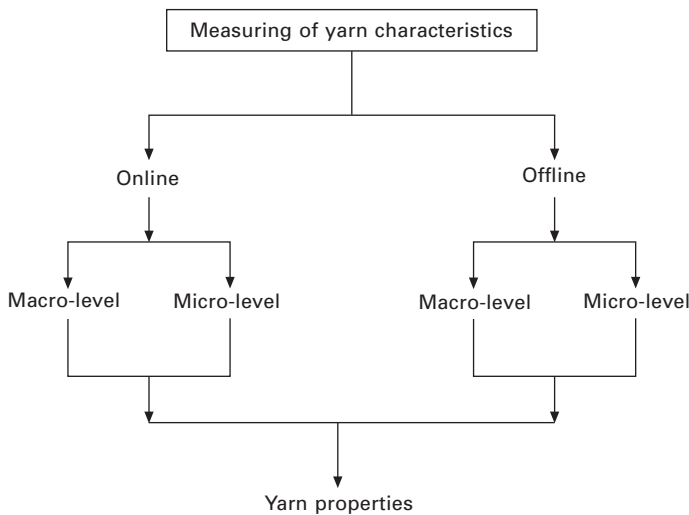 Measuring of yarn characteristics
Online
Offline
Macro-level
Micro-level
Macro-level
Micro-level
Yarn properties